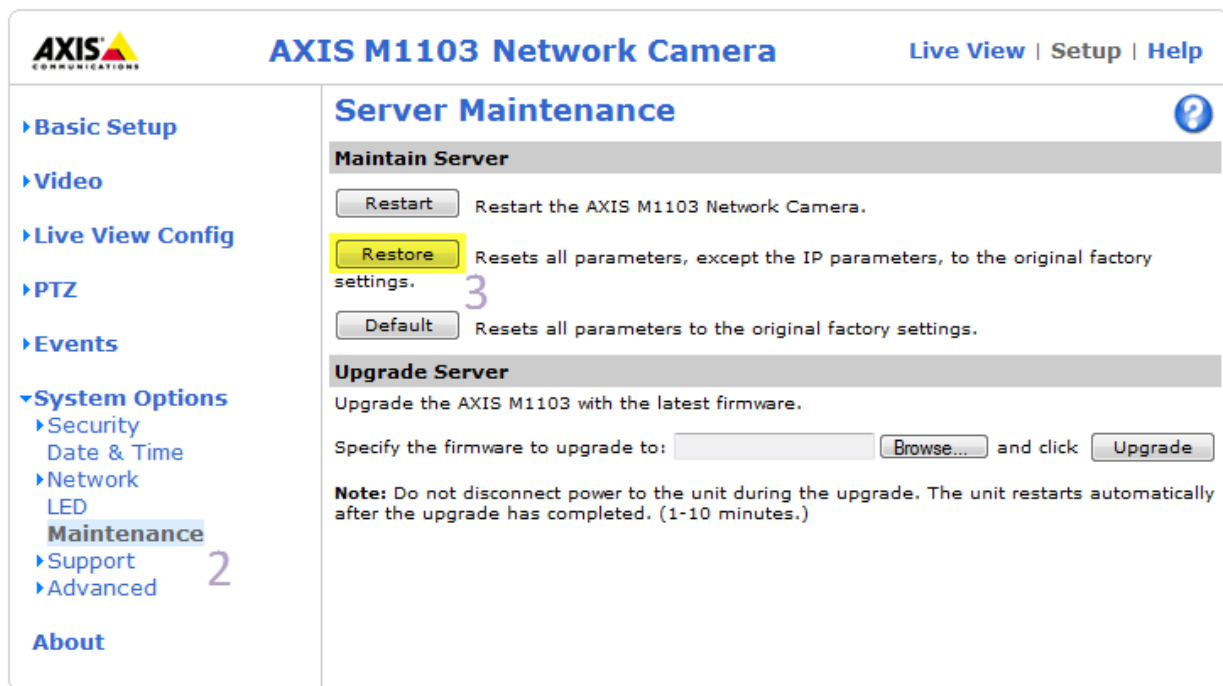 AXIS
COMMUNICATIONS
AXIS M1103 Network Camera
Live View | Setup | Help
Basic Setup
Video
Live View Config
PTZ
Events
System Options
Security
Date & Time
Network
LED
Maintenance
2
Support
Advanced
About
Server Maintenance
?
Maintain Server
Restart Restart the AXIS M1103 Network Camera.
Restore Resets all parameters, except the IP parameters, to the original factory
settings. 3
Default Resets all parameters to the original factory settings.
Upgrade Server
Upgrade the AXIS M1103 with the latest firmware.
Specify the firmware to upgrade to: Browse... and click Upgrade
Note: Do not disconnect power to the unit during the upgrade. The unit restarts automatically
after the upgrade has completed. (1-10 minutes.)